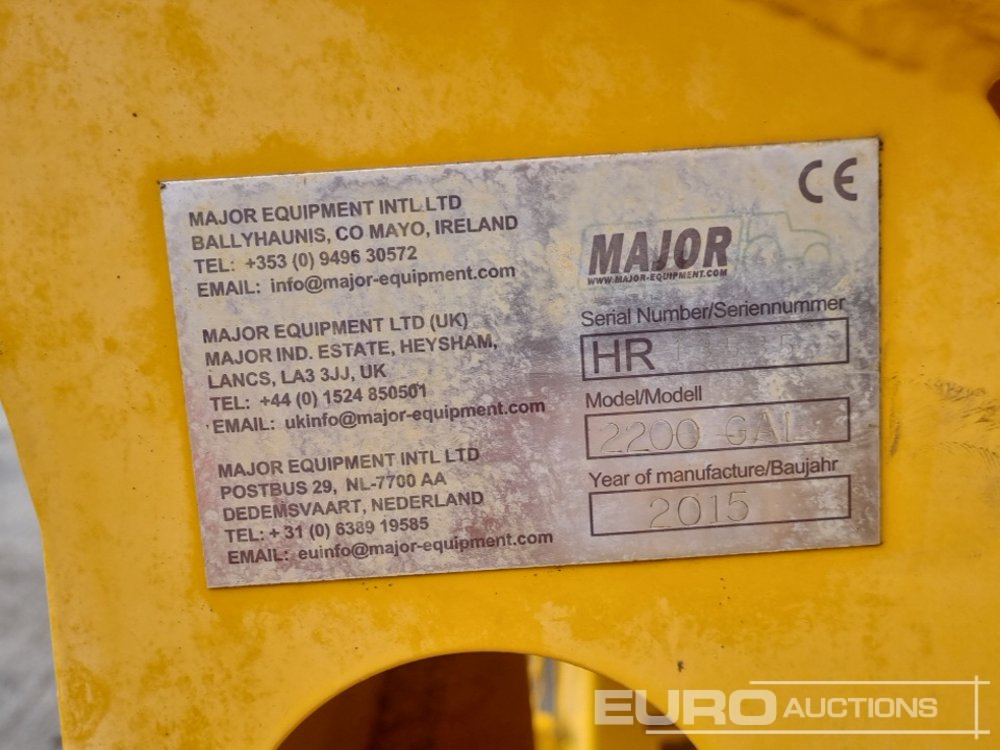 MAJOR EQUIPMENT INTL LTD
BALLYHAUNIS, CO MAYO, IRELAND
TEL: +353 (0) 9496 30572
EMAIL: info@major-equipment.com
MAJOR EQUIPMENT LTD (UK)
MAJOR IND. ESTATE, HEYSHAM,
LANCS, LA3 3JJ, UK
TEL: +44 (0) 1524 850501
EMAIL: ukinfo@major-equipment.com
MAJOR EQUIPMENT INTL LTD
POSTBUS 29, NL-7700 AA
DEDEMSVAART, NEDERLAND
TEL: + 31 (0) 6389 19585
EMAIL: euinfo@major-equipment.com
CE
MAJOR
WWW.MAJOR-EQUIPMENT.COM
Serial Number/Seriennummer
HR
Model/Modell
2200 GAL
Year of manufacture/Baujahr
2015
EURO AUCTIONS